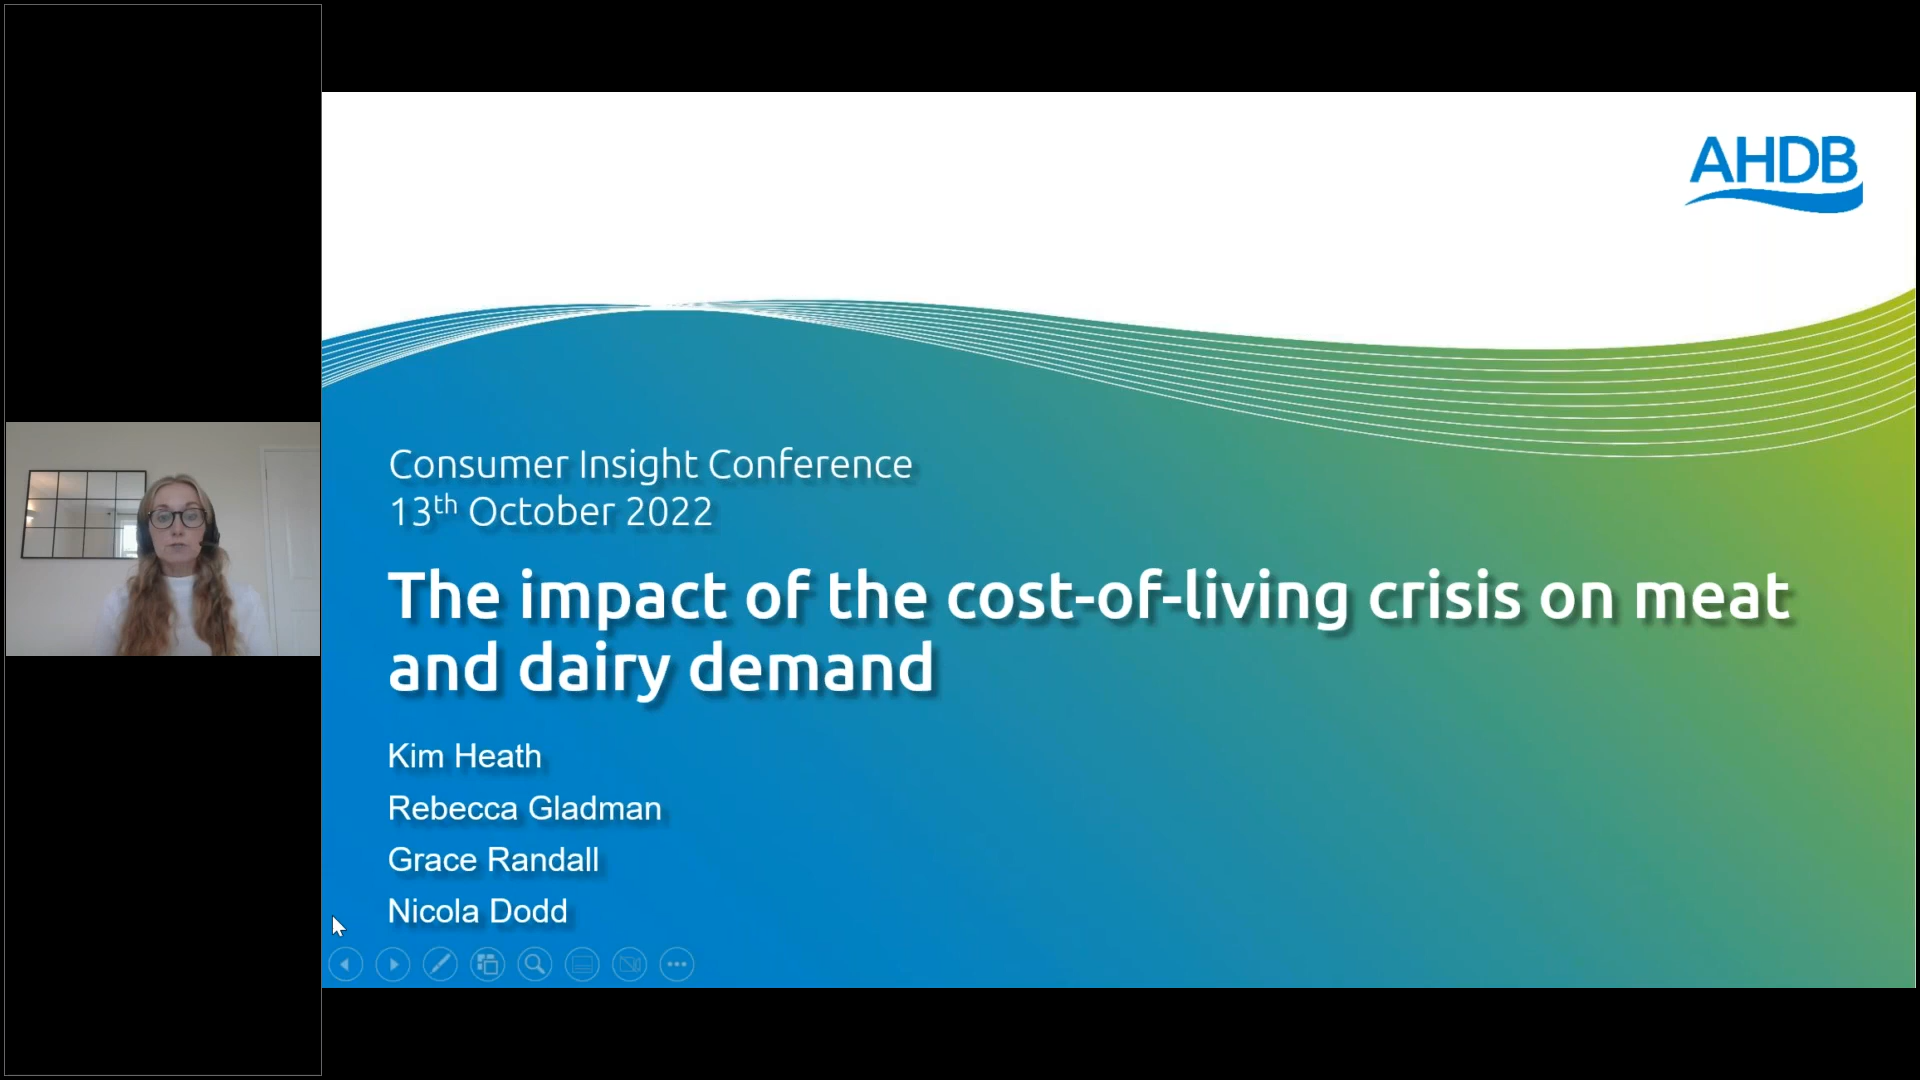 AHDB
Consumer Insight Conference
13th October 2022
The impact of the cost-of-living crisis on meat
and dairy demand
Kim Heath
Rebecca Gladman
Grace Randall
Nicola Dodd